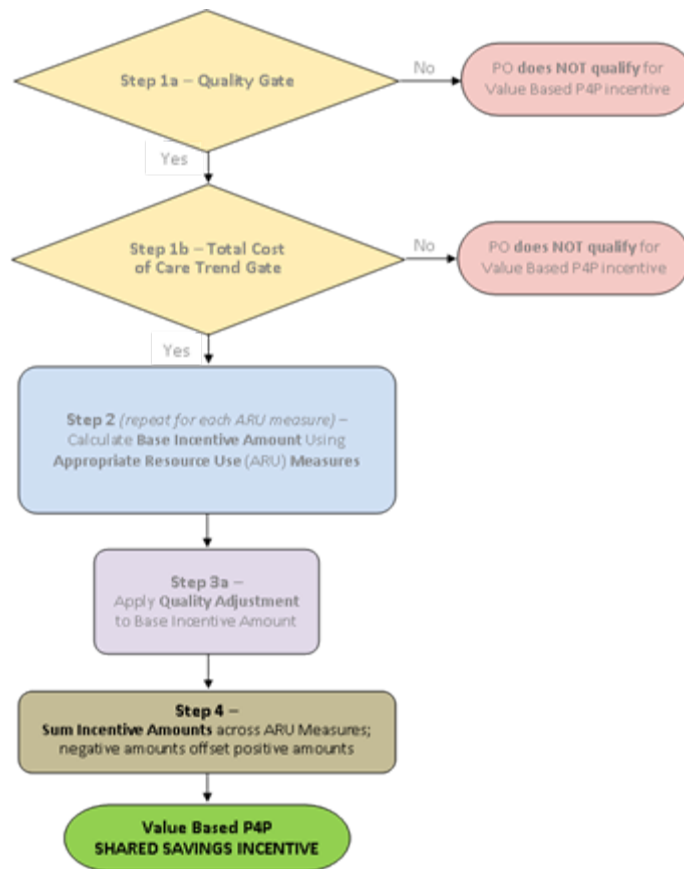 Step 1a – Quality Gate
No
PO does NOT qualify for
Value Based P4P incentive
Yes
Step 1b – Total Cost
of Care Trend Gate
No
PO does NOT qualify for
Value Based P4P incentive
Yes
Step 2 (repeat for each ARU measure) –
Calculate Base Incentive Amount Using
Appropriate Resource Use (ARU) Measures
Step 3a –
Apply Quality Adjustment
to Base Incentive Amount
Step 4 –
Sum Incentive Amounts across ARU Measures;
negative amounts offset positive amounts
Value Based P4P
SHARED SAVINGS INCENTIVE